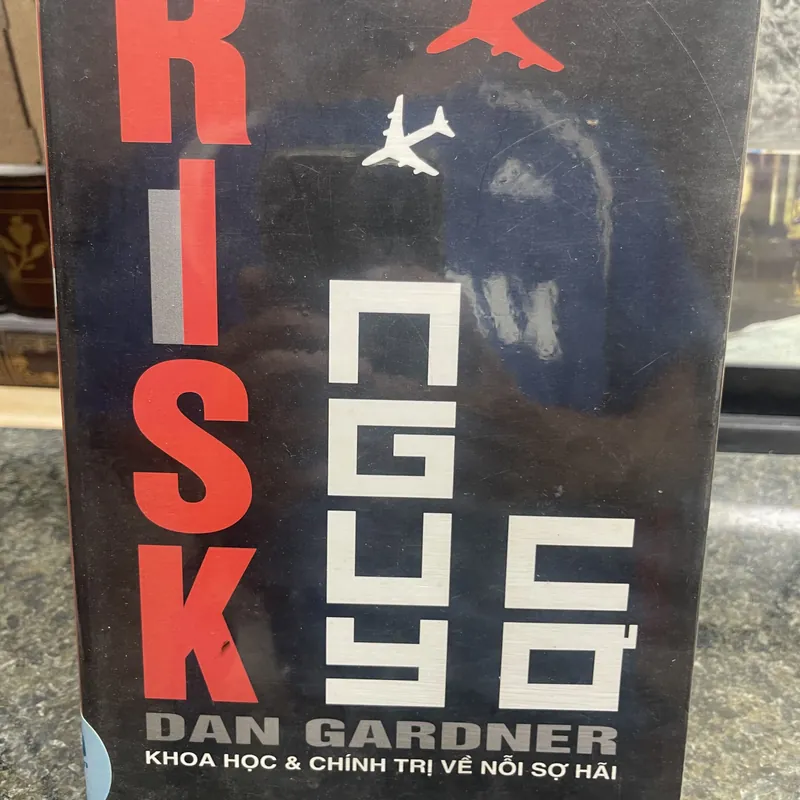 RISK
NGUY
CƠ
DAN GARDNER
KHOA HỌC & CHÍNH TRỊ VỀ NỖI SỢ HÃI